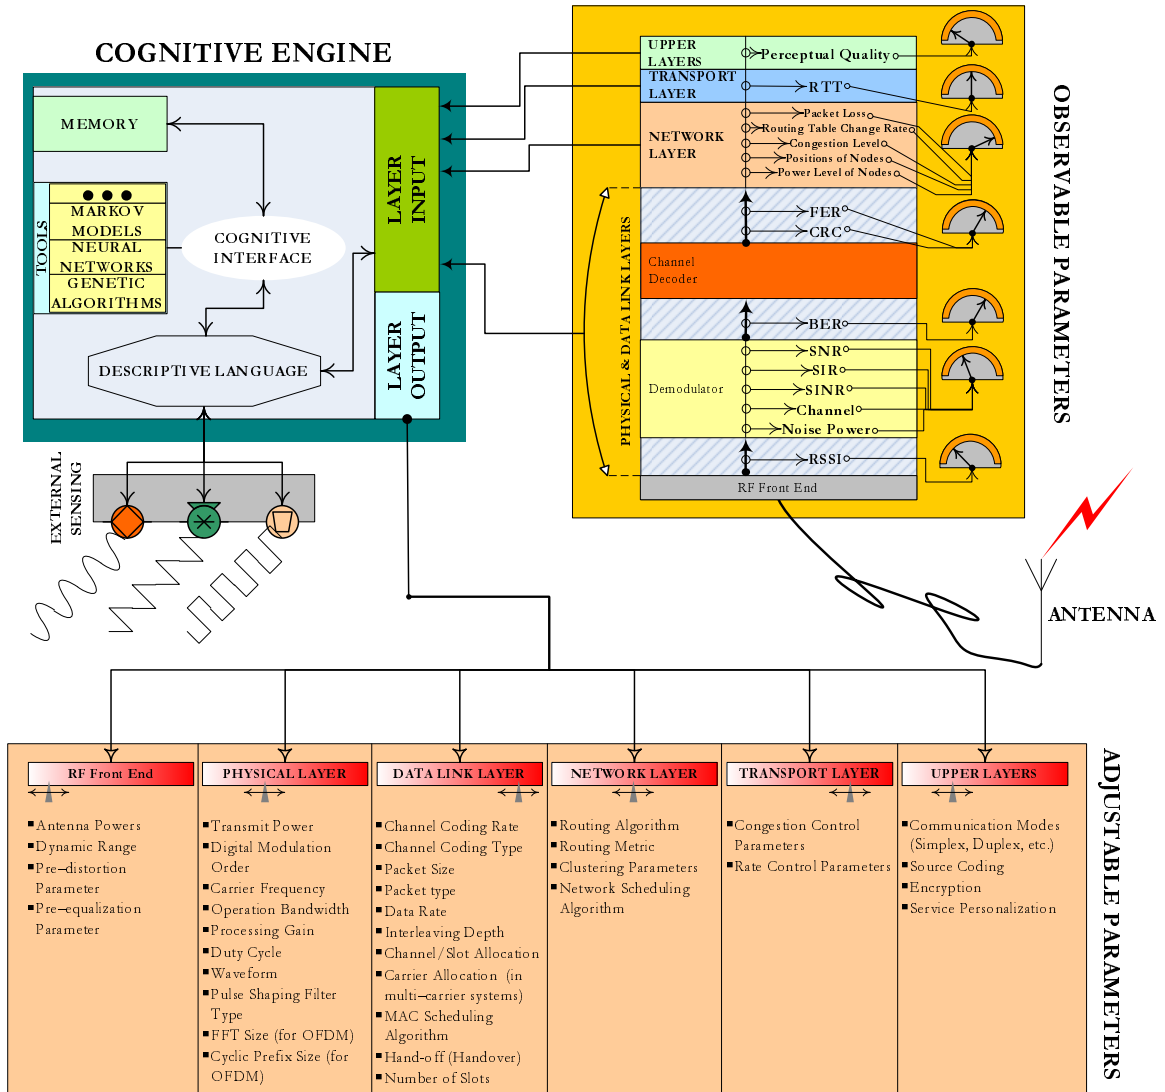 COGNITIVE ENGINE
MEMORY
TOOLS
MARKOV
MODELS
NEURAL
NETWORKS
GENETIC
ALGORITHMS
COGNITIVE
INTERFACE
DESCRIPTIVE LANGUAGE
LAYER
INPUT
LAYER
OUTPUT
EXTERNAL
SENSING
UPPER
LAYERS
Perceptual Quality
TRANSPORT
LAYER
RTT
NETWORK
LAYER
Packet Loss
Routing Table Change Rate
Congestion Level
Positions of Nodes
Power Level of Nodes
PHYSICAL & DATA LINK LAYERS
FER
CRC
Channel
Decoder
BER
Demodulator
SNR
SIR
SINR
Channel
Noise Power
RSSI
RF Front End
OBSERVABLE PARAMETERS
ANTENNA
RF Front End
Antenna Powers
Dynamic Range
Pre–distortion
Parameter
Pre–equalization
Parameter
PHYSICAL LAYER
Transmit Power
Digital Modulation
Order
Carrier Frequency
Operation Bandwidth
Processing Gain
Duty Cycle
Waveform
Pulse Shaping Filter
Type
FFT Size (for OFDM)
Cyclic Prefix Size (for
OFDM)
DATA LINK LAYER
Channel Coding Rate
Channel Coding Type
Packet Size
Packet type
Data Rate
Interleaving Depth
Channel/Slot Allocation
Carrier Allocation (in
multi–carrier systems)
MAC Scheduling
Algorithm
Hand-off (Handover)
Number of Slots
NETWORK LAYER
Routing Algorithm
Routing Metric
Clustering Parameters
Network Scheduling
Algorithm
TRANSPORT LAYER
Congestion Control
Parameters
Rate Control Parameters
UPPER LAYERS
Communication Modes
(Simplex, Duplex, etc.)
Source Coding
Encryption
Service Personalization
ADJUSTABLE PARAMETERS